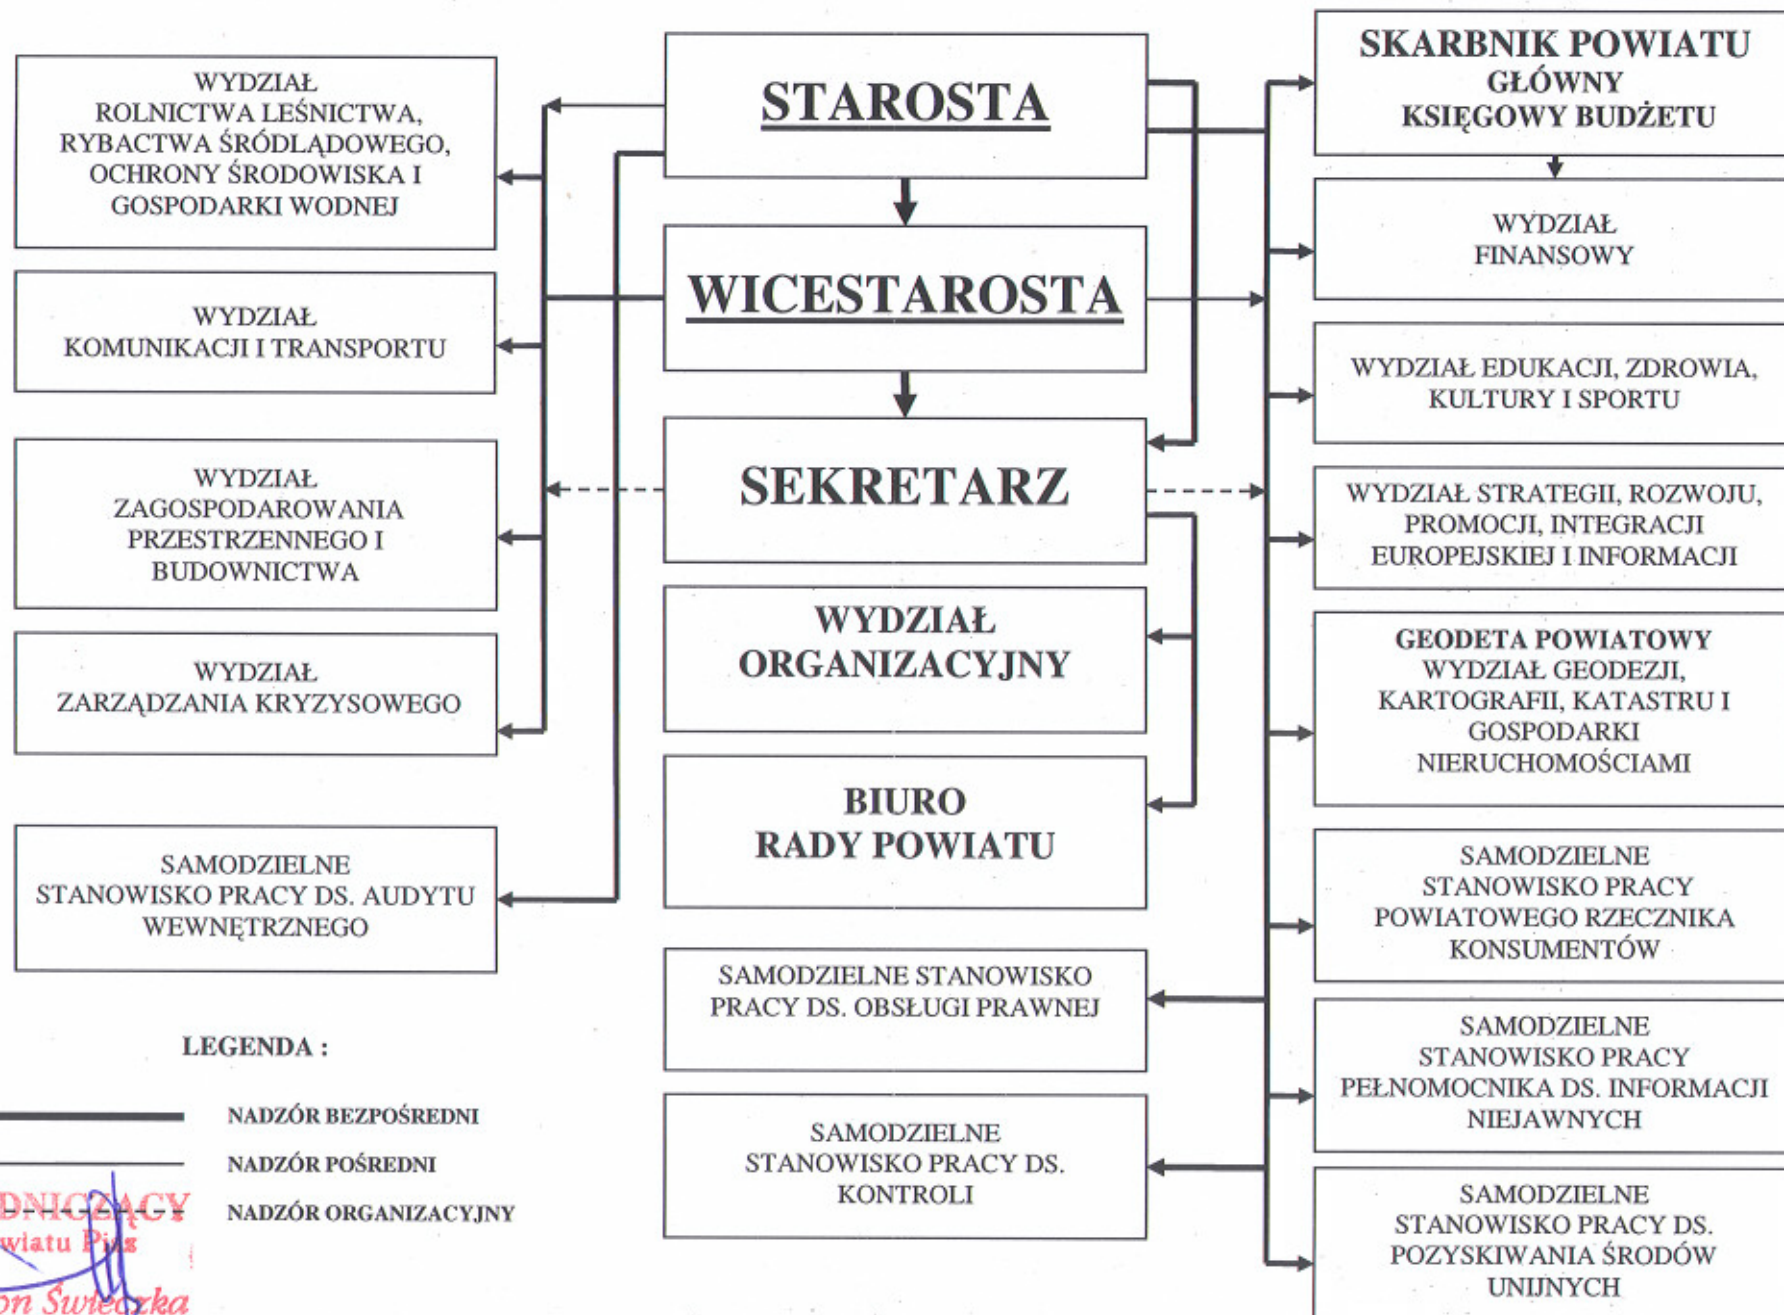 WYDZIAŁ
ROLNICTWA LEŚNICTWA,
RYBACTWA ŚRÓDLĄDOWEGO,
OCHRONY ŚRODOWISKA I
GOSPODARKI WODNEJ
WYDZIAŁ
KOMUNIKACJI I TRANSPORTU
WYDZIAŁ
ZAGOSPODAROWANIA
PRZESTRZENNEGO I
BUDOWNICTWA
WYDZIAŁ
ZARZĄDZANIA KRYZYSOWEGO
SAMODZIELNE
STANOWISKO PRACY DS. AUDYTU
WEWNĘTRZNEGO
STAROSTA
WICESTAROSTA
SEKRETARZ
WYDZIAŁ
ORGANIZACYJNY
BIURO
RADY POWIATU
SAMODZIELNE STANOWISKO
PRACY DS. OBSŁUGI PRAWNEJ
SAMODZIELNE
STANOWISKO PRACY DS.
KONTROLI
SKARBNIK POWIATU
GŁÓWNY
KSIĘGOWY BUDŻETU
WYDZIAŁ
FINANSOWY
WYDZIAŁ EDUKACJI, ZDROWIA,
KULTURY I SPORTU
WYDZIAŁ STRATEGII, ROZWOJU,
PROMOCJI, INTEGRACJI
EUROPEJSKIEJ I INFORMACJI
GEODETA POWIATOWY
WYDZIAŁ GEODEZJI,
KARTOGRAFII, KATASTRU I
GOSPODARKI
NIERUCHOMOŚCIAMI
SAMODZIELNE
STANOWISKO PRACY
POWIATOWEGO RZECZNIKA
KONSUMENTÓW
SAMODZIELNE
STANOWISKO PRACY
PEŁNOMOCNIKA DS. INFORMACJI
NIEJAWNYCH
SAMODZIELNE
STANOWISKO PRACY DS.
POZYSKIWANIA ŚRODÓW
UNIJNYCH
LEGENDA :
NADZÓR BEZPOŚREDNI
NADZÓR POŚREDNI
NADZÓR ORGANIZACYJNY
DNICZĄCY
wiatu